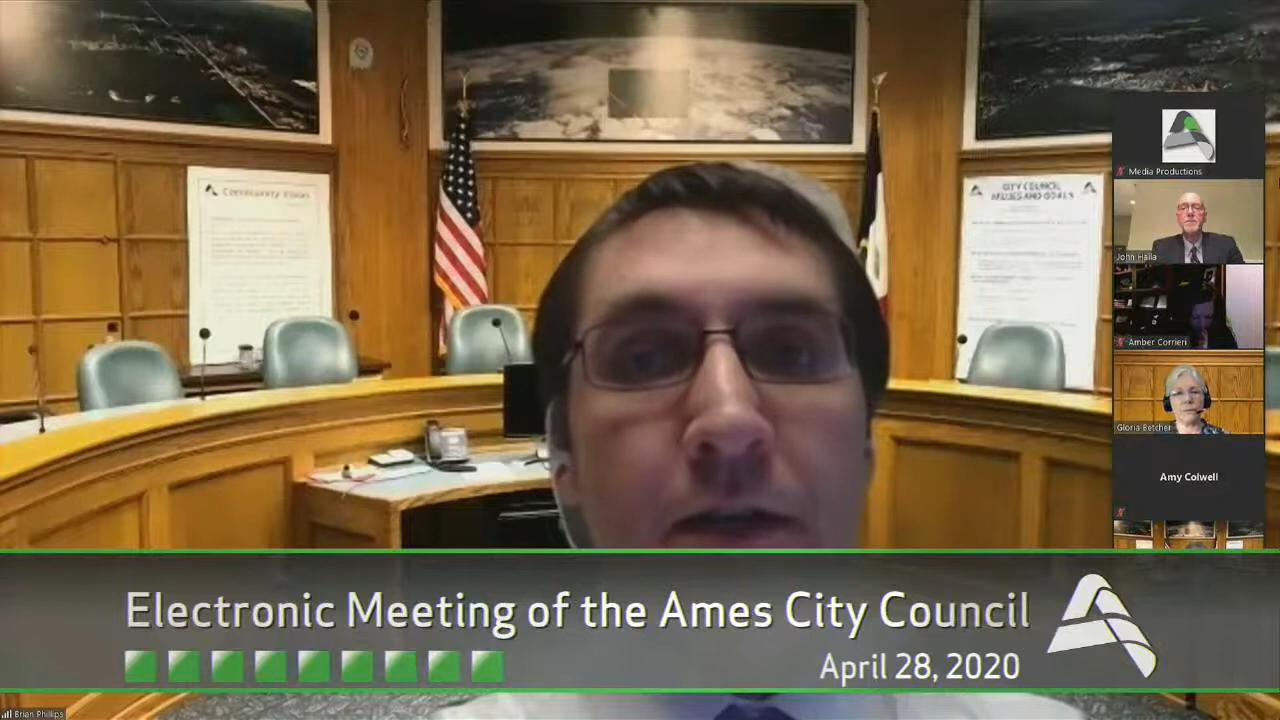 Community Vision
CITY COUNCIL
VALUES AND GOALS
Media Productions
John Haila
Amber Corrieri
Gloria Betcher
Amy Colwell
Electronic Meeting of the Ames City Council
April 28, 2020
Brian Phillips